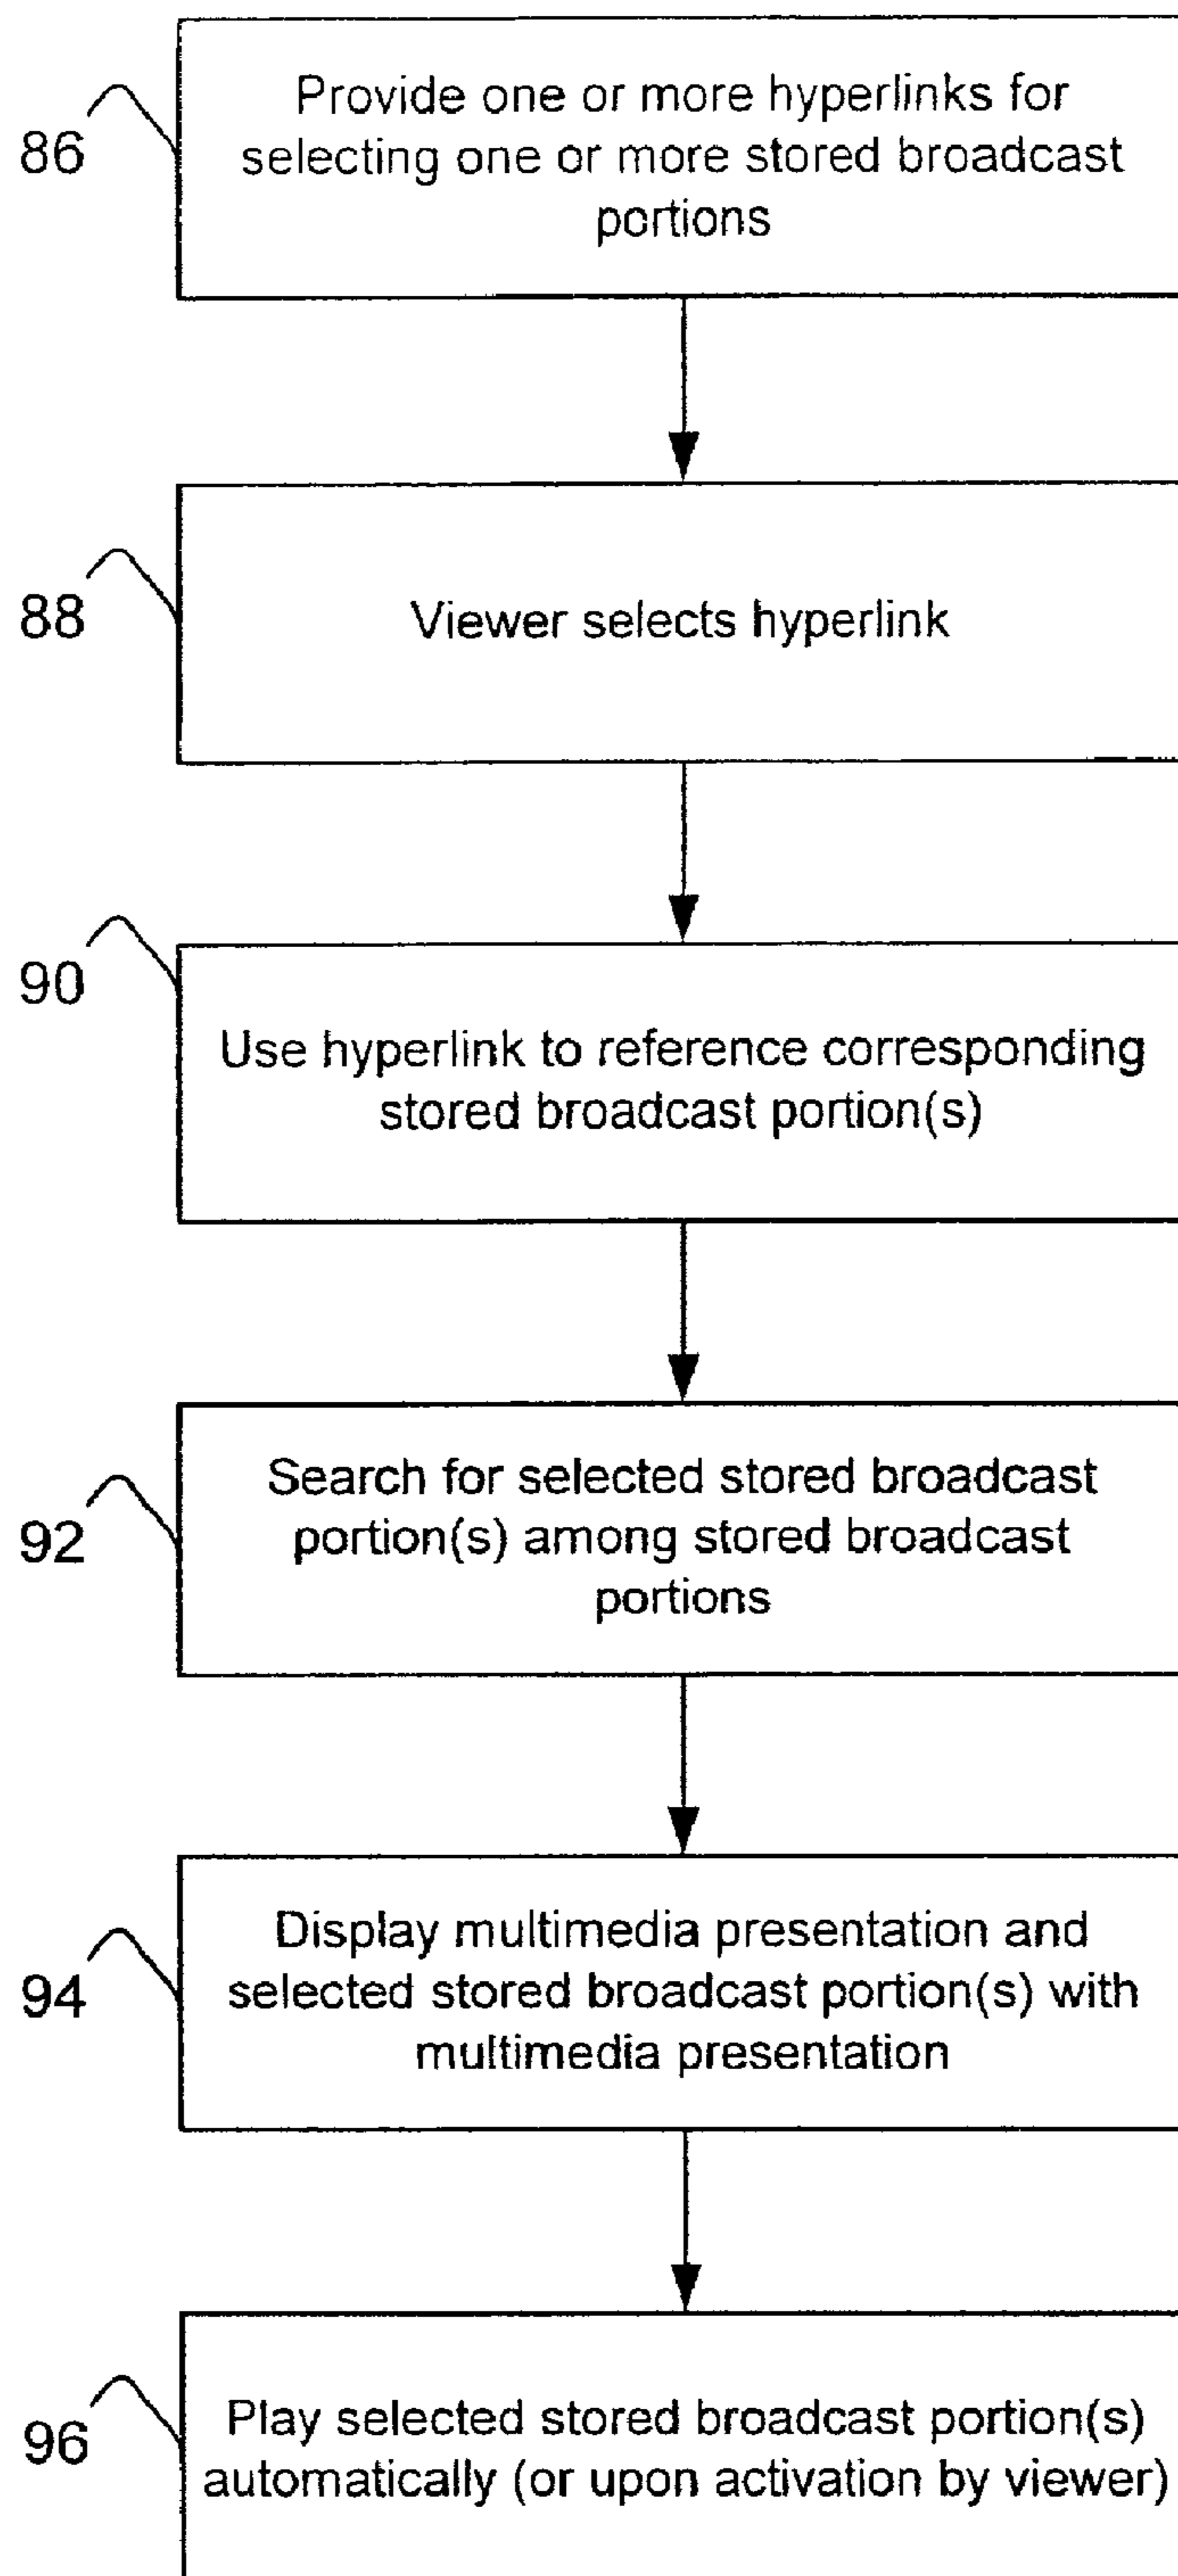 86
Provide one or more hyperlinks for
selecting one or more stored broadcast
portions
88
Viewer selects hyperlink
90
Use hyperlink to reference corresponding
stored broadcast portion(s)
92
Search for selected stored broadcast
portion(s) among stored broadcast
portions
94
Display multimedia presentation and
selected stored broadcast portion(s) with
multimedia presentation
96
Play selected stored broadcast portion(s)
automatically (or upon activation by viewer)